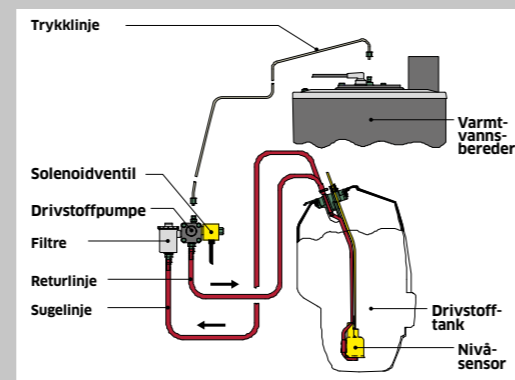 Trykklinje
Varmt-
vanns-
bereder
Solenoidventil
Drivstoffpumpe
Filtre
Returlinje
Sugelinje
Drivstoff-
tank
Nivå-
sensor